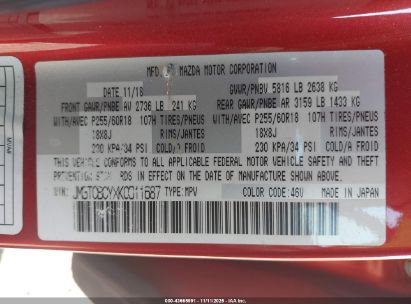 MFD BY MAZDA MOTOR CORPORATION
DATE 11/18 GVWR/PNBV 5816 LB 2638 KG
FRONT GAWR/PNBE AV 2736 LB 1241 KG REAR GAWR/PNBE AR 3159 LB 1433 KG
WITH/AVEC P255/60R18 107H TIRES/PNEUS WITH/AVEC P255/60R18 107H TIRES/PNEUS
18X8J RIMS/JANTES 18X8J RIMS/JANTES
230 KPA/34 PSI COLD/A FROID 230 KPA/34 PSI COLD/A FROID
CONFORMS TO ALL APPLICABLE FEDERAL MOTOR VEHICLE SAFETY AND THEFT
PREVENTION STANDARDS IN EFFECT ON THE DATE OF MANUFACTURE SHOWN ABOVE.
TYPE: MPV COLOR CODE: 46V MADE IN JAPAN